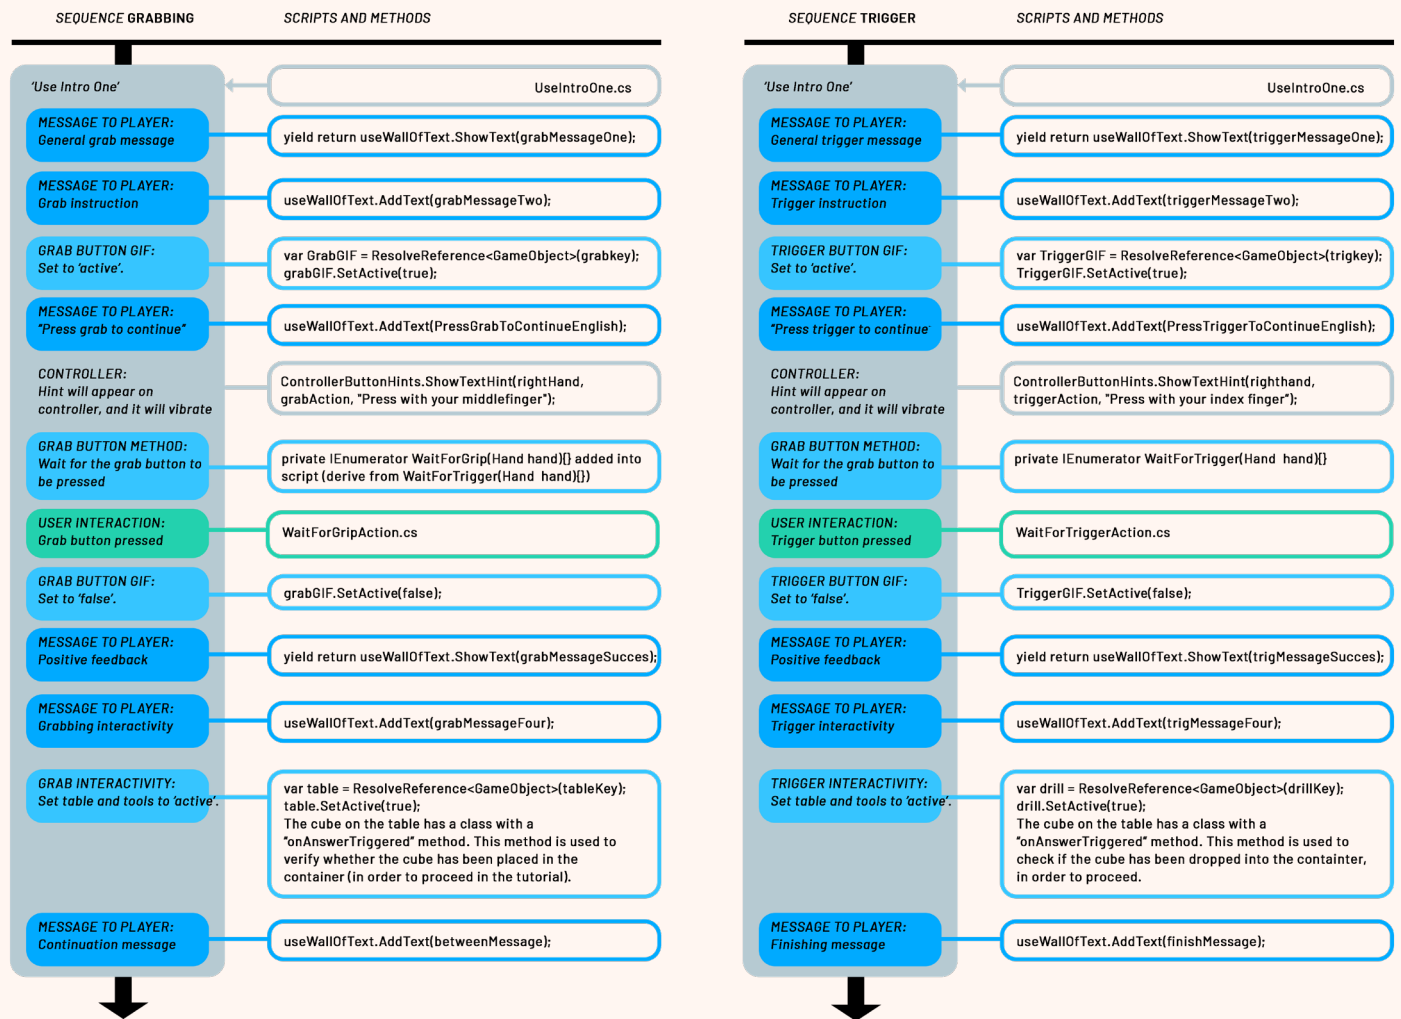 SEQUENCE GRABBING
SCRIPTS AND METHODS
'Use Intro One'
UseIntroOne.cs
MESSAGE TO PLAYER:
General grab message
yield return useWallOfText.ShowText(grabMessageOne);
MESSAGE TO PLAYER:
Grab instruction
useWallOfText.AddText(grabMessageTwo);
GRAB BUTTON GIF:
Set to 'active'.
var GrabGIF = ResolveReference<GameObject>(grabkey);
grabGIF.SetActive(true);
MESSAGE TO PLAYER:
"Press grab to continue"
useWallOfText.AddText(PressGrabToContinueEnglish);
CONTROLLER:
Hint will appear on
controller, and it will vibrate
ControllerButtonHints.ShowTextHint(rightHand,
grabAction, "Press with your middlefinger");
GRAB BUTTON METHOD:
Wait for the grab button to
be pressed
private IEnumerator WaitForGrip(Hand hand){} added into
script (derive from WaitForTrigger(Hand hand){})
USER INTERACTION:
Grab button pressed
WaitForGripAction.cs
GRAB BUTTON GIF:
Set to 'false'.
grabGIF.SetActive(false);
MESSAGE TO PLAYER:
Positive feedback
yield return useWallOfText.ShowText(grabMessageSucces);
MESSAGE TO PLAYER:
Grabbing interactivity
useWallOfText.AddText(grabMessageFour);
GRAB INTERACTIVITY:
Set table and tools to 'active'.
var table = ResolveReference<GameObject>(tableKey);
table.SetActive(true);
The cube on the table has a class with a
"onAnswerTriggered" method. This method is used to
verify whether the cube has been placed in the
container (in order to proceed in the tutorial).
MESSAGE TO PLAYER:
Continuation message
useWallOfText.AddText(betweenMessage);
SEQUENCE TRIGGER
SCRIPTS AND METHODS
'Use Intro One'
UseIntroOne.cs
MESSAGE TO PLAYER:
General trigger message
yield return useWallOfText.ShowText(triggerMessageOne);
MESSAGE TO PLAYER:
Trigger instruction
useWallOfText.AddText(triggerMessageTwo);
TRIGGER BUTTON GIF:
Set to 'active'.
var TriggerGIF = ResolveReference<GameObject>(trigkey);
TriggerGIF.SetActive(true);
MESSAGE TO PLAYER:
"Press trigger to continue"
useWallOfText.AddText(PressTriggerToContinueEnglish);
CONTROLLER:
Hint will appear on
controller, and it will vibrate
ControllerButtonHints.ShowTextHint(righthand,
triggerAction, "Press with your index finger");
GRAB BUTTON METHOD:
Wait for the grab button to
be pressed
private IEnumerator WaitForTrigger(Hand hand){}
USER INTERACTION:
Trigger button pressed
WaitForTriggerAction.cs
TRIGGER BUTTON GIF:
Set to 'false'.
TriggerGIF.SetActive(false);
MESSAGE TO PLAYER:
Positive feedback
yield return useWallOfText.ShowText(trigMessageSucces);
MESSAGE TO PLAYER:
Trigger interactivity
useWallOfText.AddText(trigMessageFour);
TRIGGER INTERACTIVITY:
Set table and tools to 'active'.
var drill = ResolveReference<GameObject>(drillKey);
drill.SetActive(true);
The cube on the table has a class with a
"onAnswerTriggered" method. This method is used to
check if the cube has been dropped into the containter,
in order to proceed.
MESSAGE TO PLAYER:
Finishing message
useWallOfText.AddText(finishMessage);